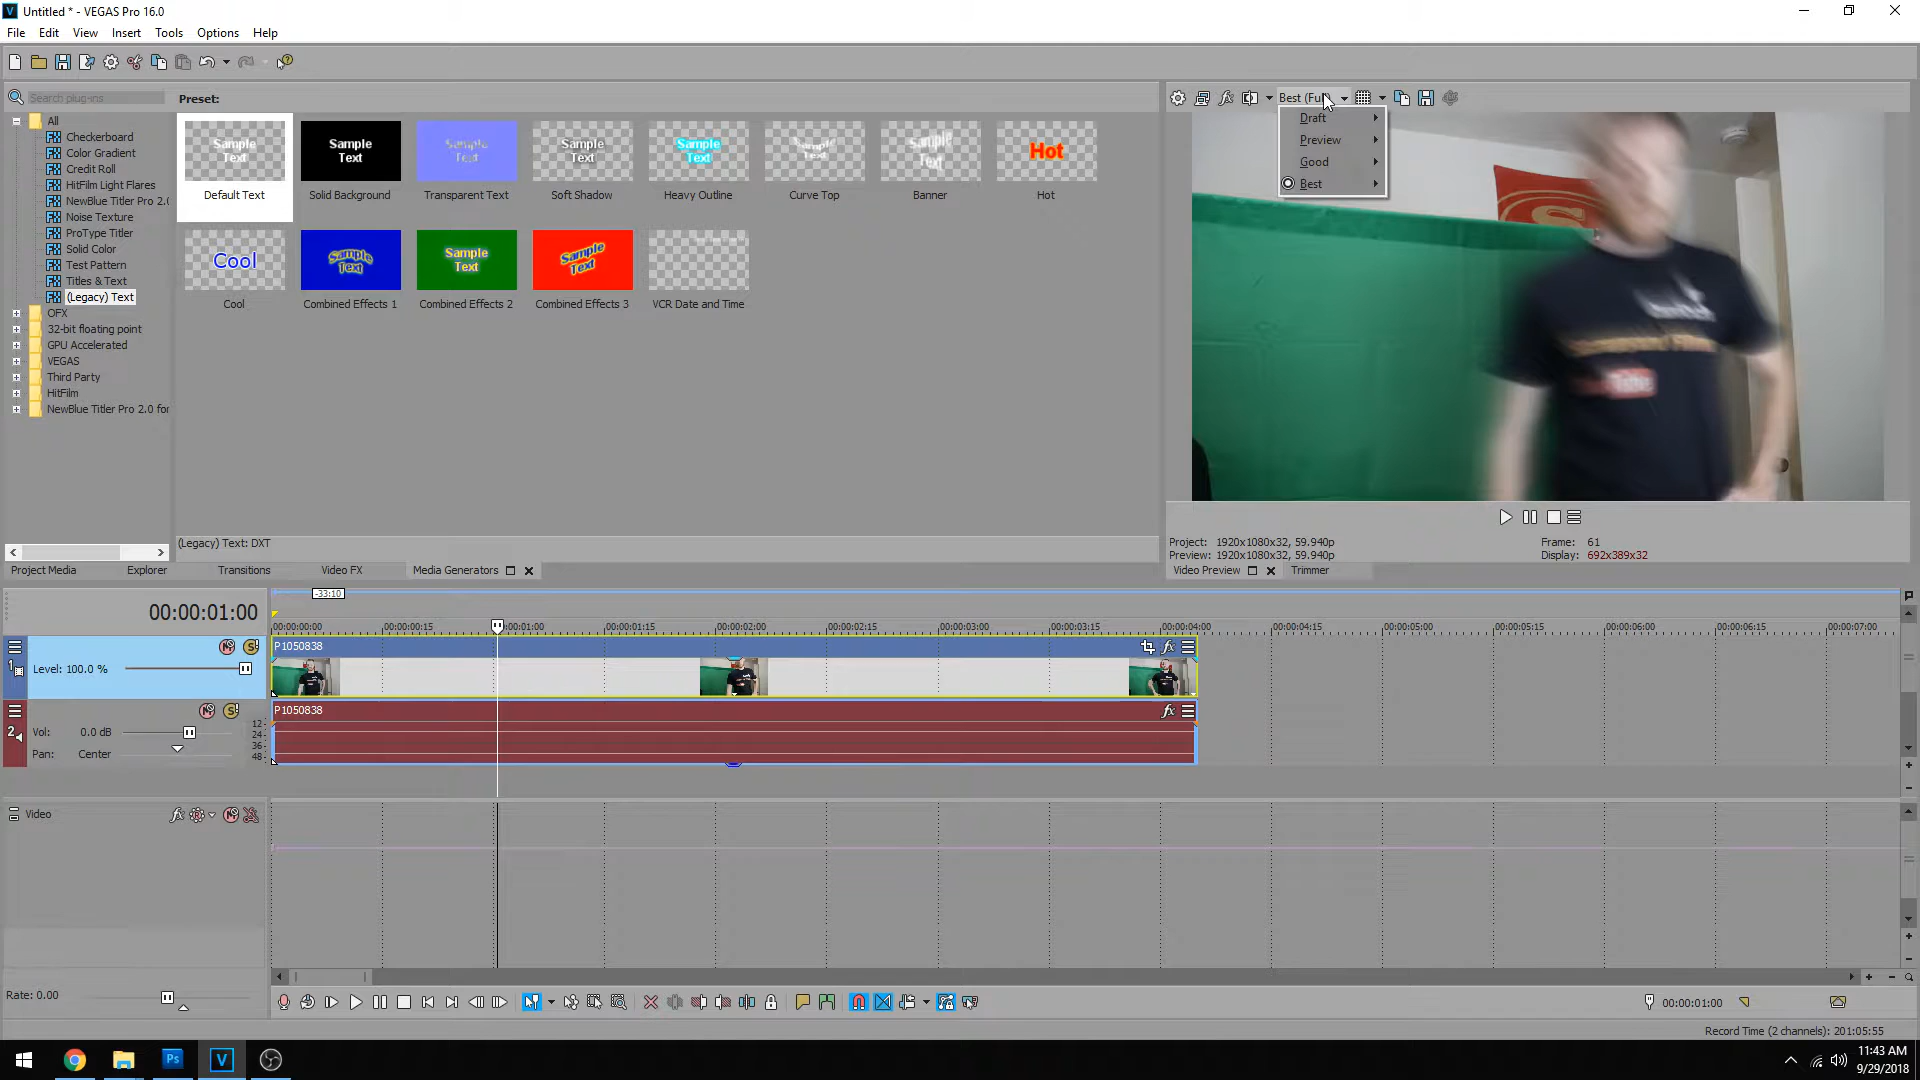 Untitled * - VEGAS Pro 16.0
File Edit View Insert Tools Options Help
Search plug-ins
Preset:
Best (Full)
Draft
Preview
Good
Best
All
Checkerboard
Color Gradient
Credit Roll
HitFilm Light Flares
NewBlue Titler Pro 2.0
Noise Texture
ProType Titler
Solid Color
Test Pattern
Titles & Text
(Legacy) Text
OFX
32-bit floating point
GPU Accelerated
VEGAS
Third Party
HitFilm
NewBlue Titler Pro 2.0 for
Sample Text
Sample Text
Sample Text
Sample Text
Sample Text
Sample Text
Sample Text
Hot
Default Text Solid Background Transparent Text Soft Shadow Heavy Outline Curve Top Banner Hot
Cool
Sample Text
Sample Text
Sample Text
Cool Combined Effects 1 Combined Effects 2 Combined Effects 3 VCR Date and Time
(Legacy) Text: DXT
Project: 1920x1080x32, 59.940p
Preview: 1920x1080x32, 59.940p
Frame: 61
Display: 692x389x32
Project Media Explorer Transitions Video FX Media Generators
Video Preview Trimmer
-33:10
00:00:01:00
00:00:00:00 00:00:00:15 00:00:01:00 00:00:01:15 00:00:02:00 00:00:02:15 00:00:03:00 00:00:03:15 00:00:04:00 00:00:04:15 00:00:05:00 00:00:05:15 00:00:06:00 00:00:06:15 00:00:07:00
1
Level: 100.0 %
P1050838
2
Vol: 0.0 dB
Pan: Center
12
24
36
48
P1050838
Video
Rate: 0.00
00:00:01:00
Record Time (2 channels): 201:05:55
11:43 AM
9/29/2018